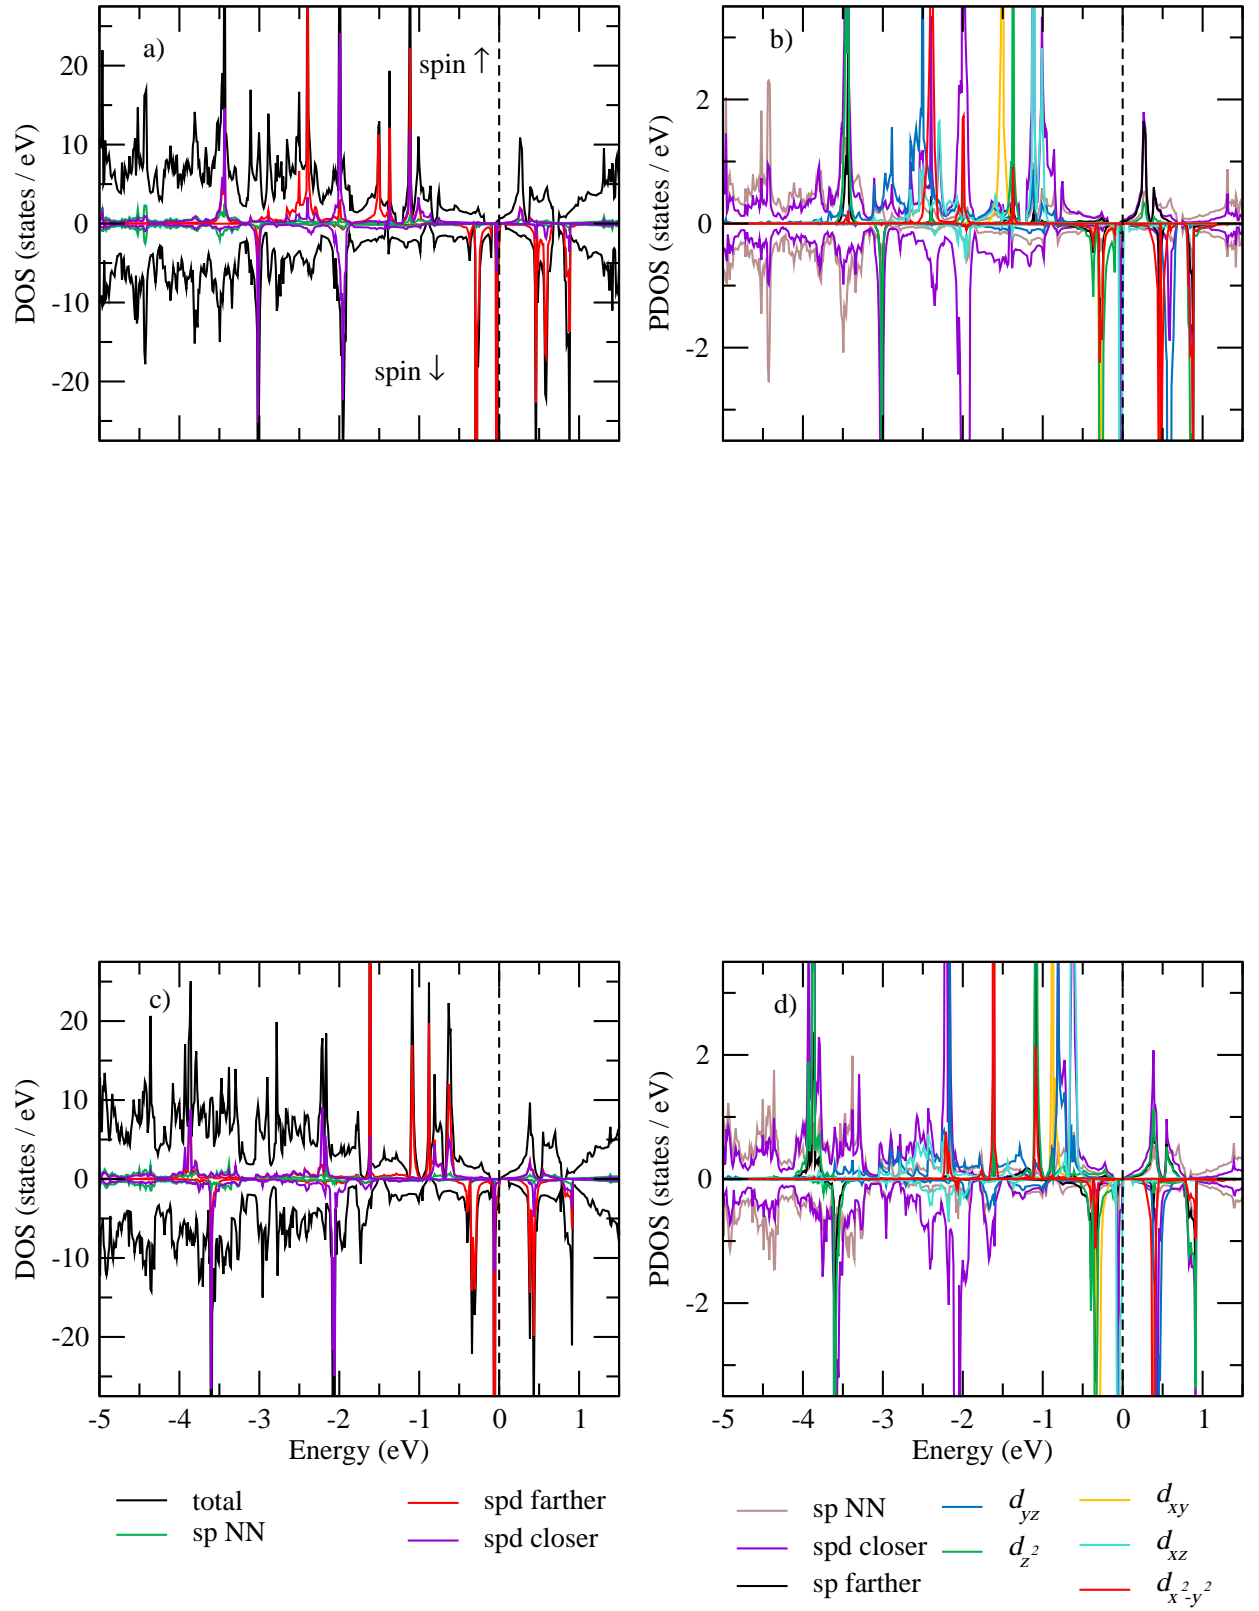 a)
spin ↑
spin ↓
DOS (states / eV)
20
10
0
-10
-20
b)
PDOS (states / eV)
2
0
-2
c)
DOS (states / eV)
20
10
0
-10
-20
-5 -4 -3 -2 -1 0 1
Energy (eV)
d)
PDOS (states / eV)
2
0
-2
-5 -4 -3 -2 -1 0 1
Energy (eV)
total
sp NN
spd farther
spd closer
sp NN
spd closer
sp farther
d_yz
d_z²
d_xy
d_xz
d_x²-y²